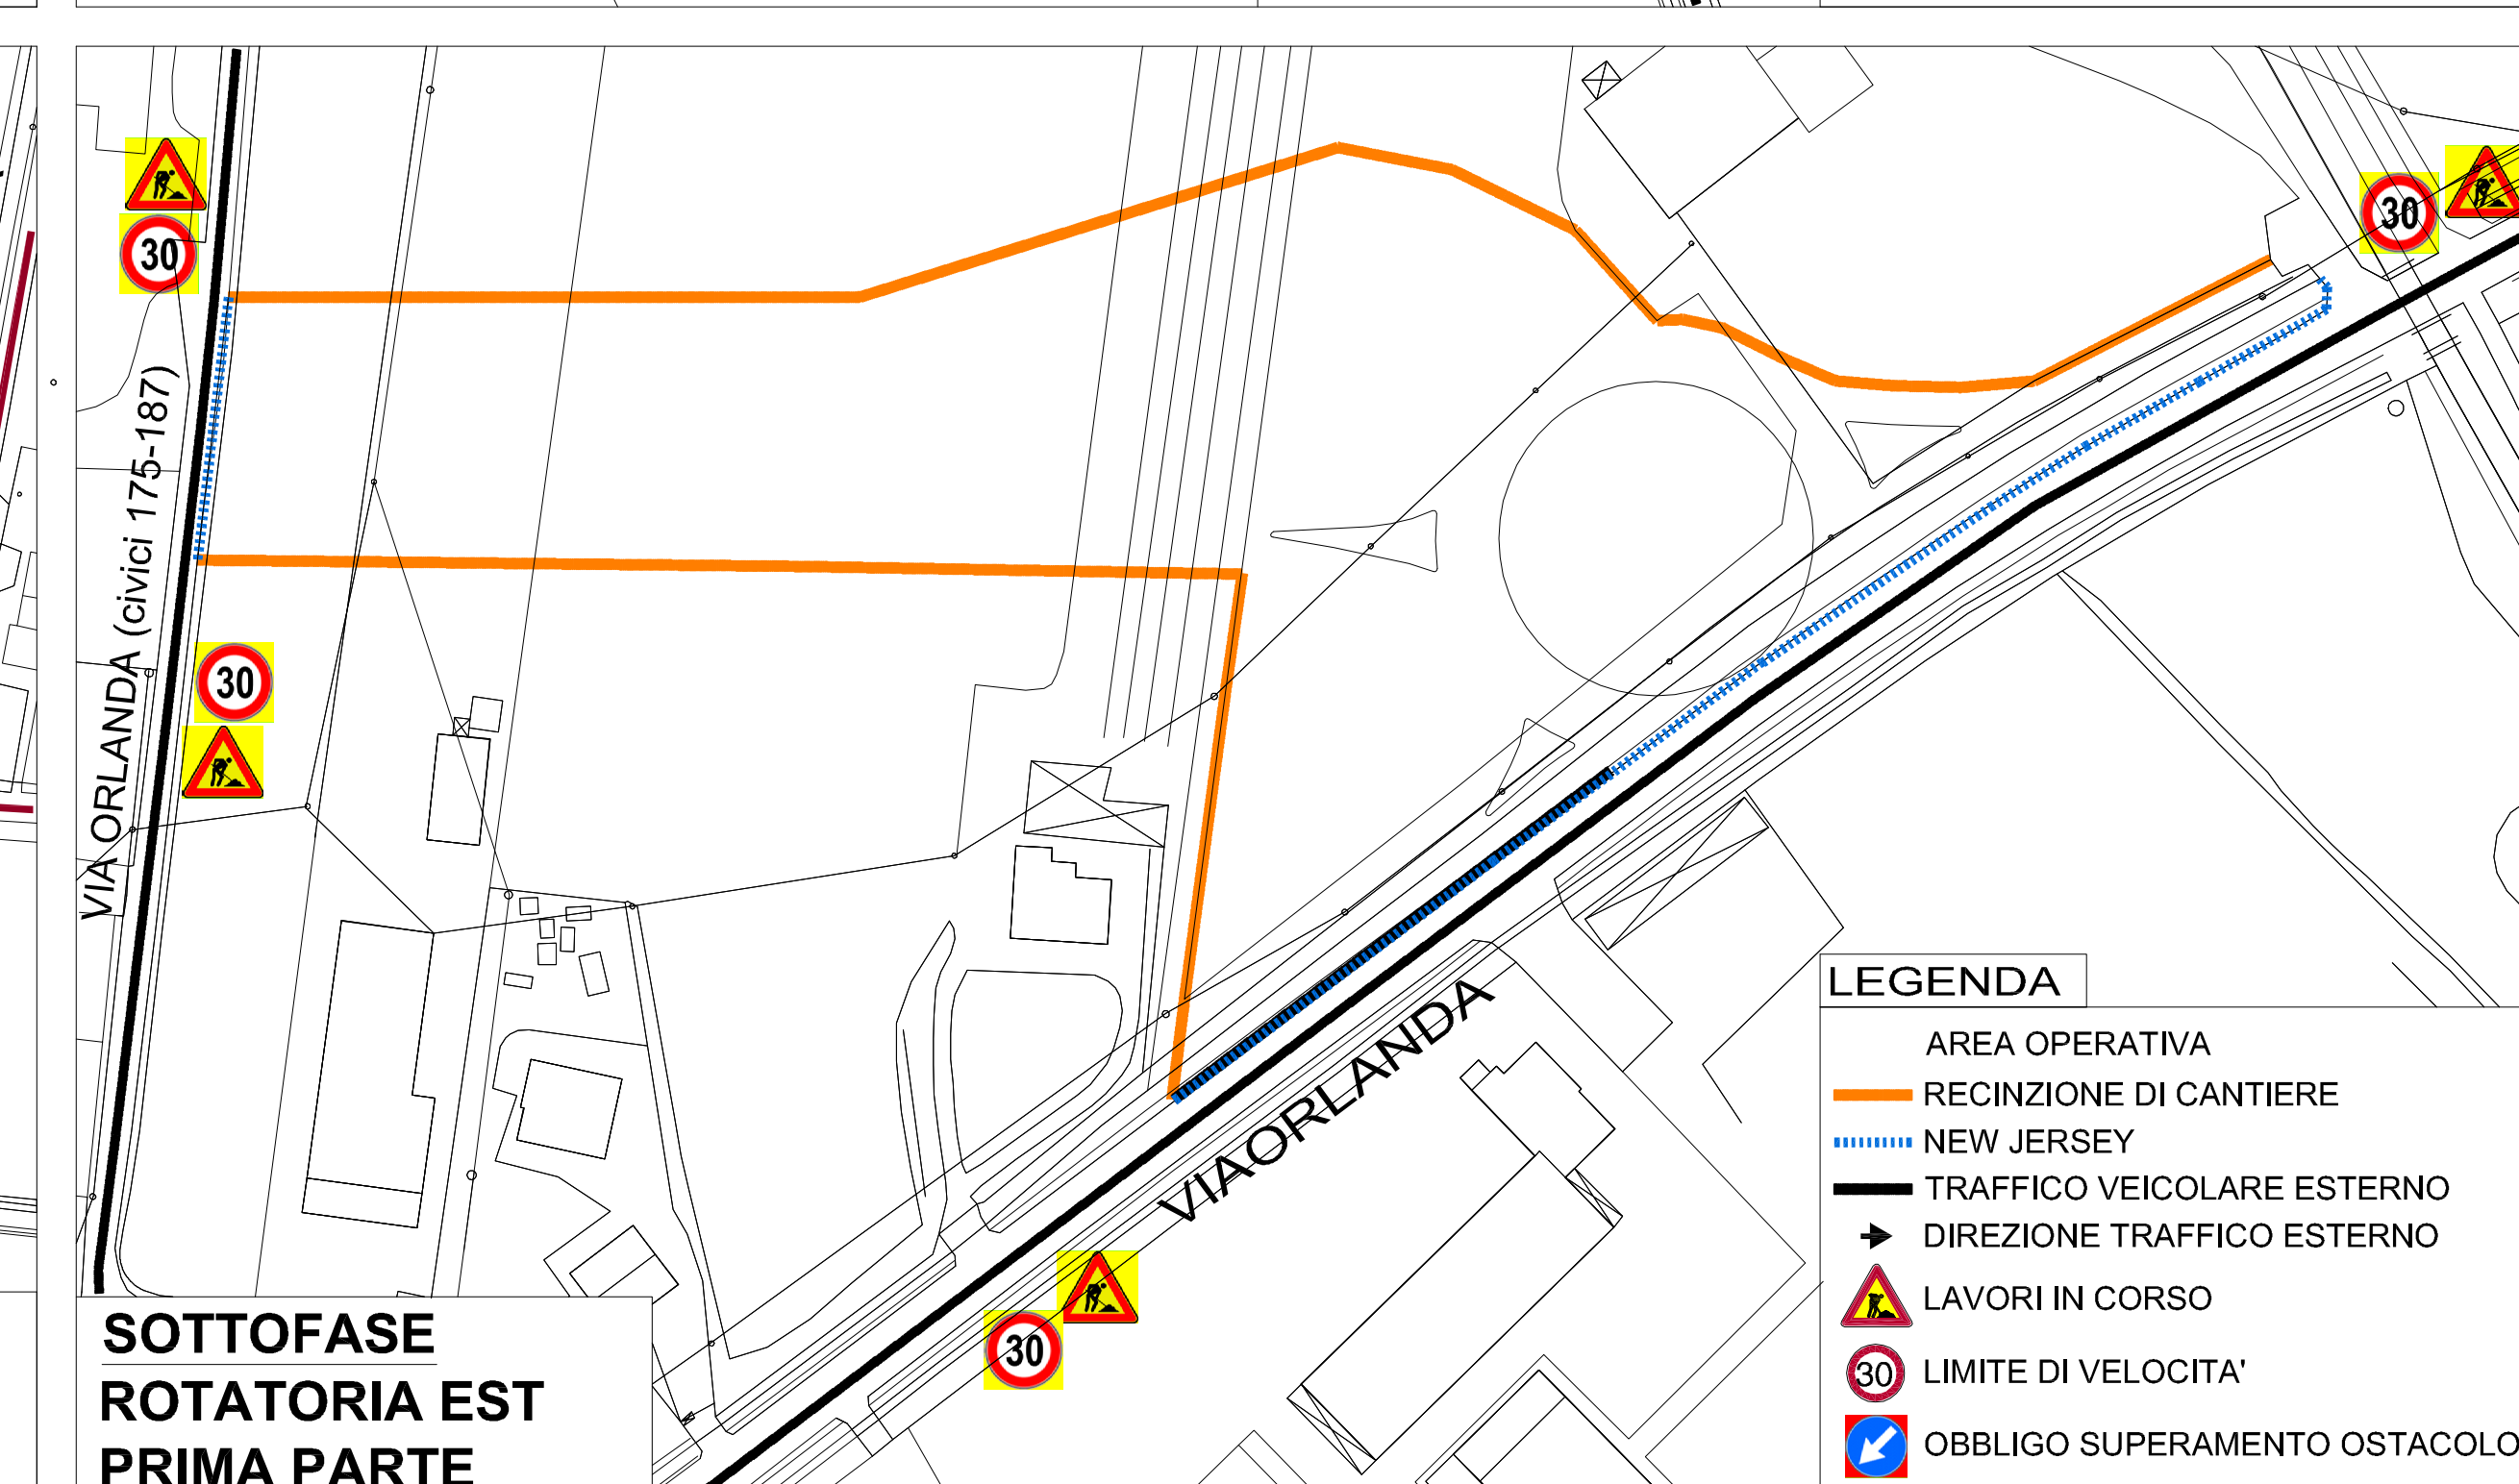 30
30
VIA ORLANDA (civici 175-187)
30
VIAORLANDA
30
LEGENDA
AREA OPERATIVA
RECINZIONE DI CANTIERE
NEW JERSEY
TRAFFICO VEICOLARE ESTERNO
DIREZIONE TRAFFICO ESTERNO
LAVORI IN CORSO
30 LIMITE DI VELOCITA'
OBBLIGO SUPERAMENTO OSTACOLO
SOTTOFASE
ROTATORIA EST
PRIMA PARTE